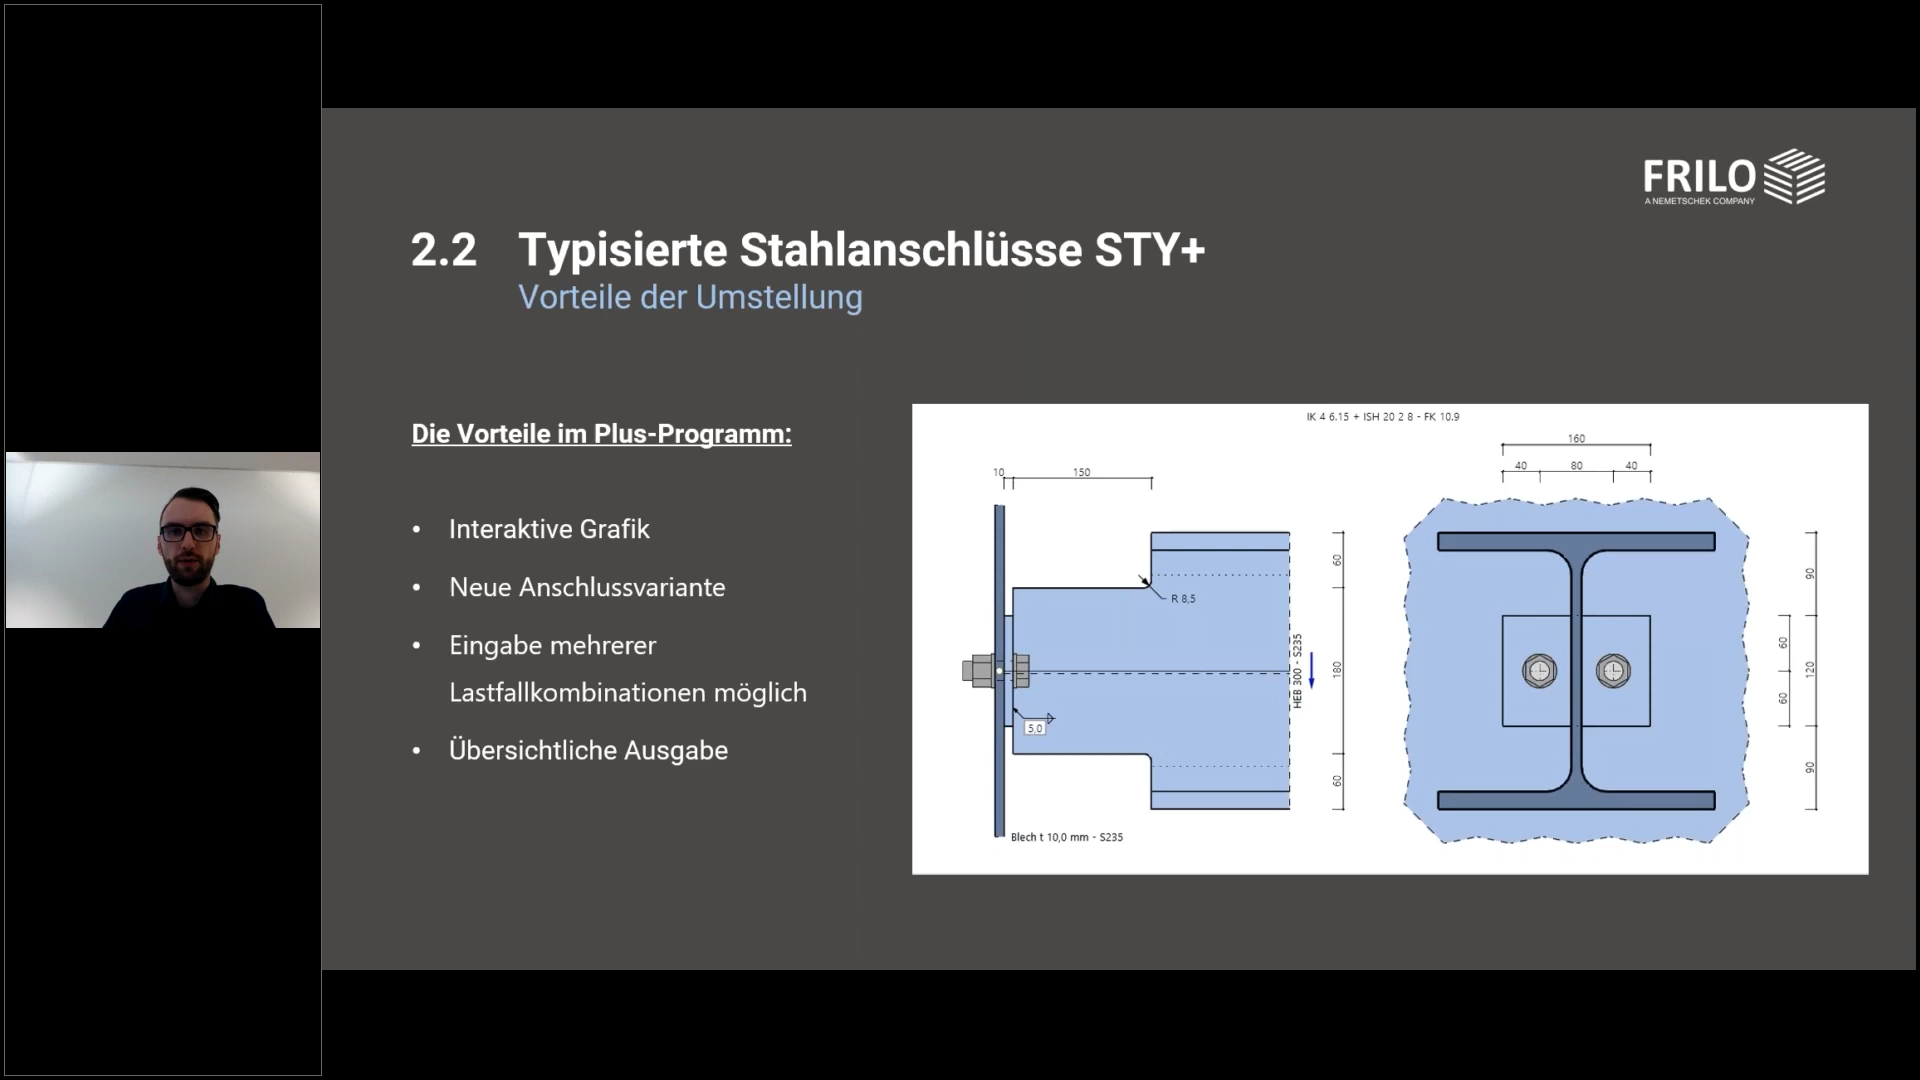 FRILO
A NEMETSCHEK COMPANY
2.2 Typisierte Stahlanschlüsse STY+
Vorteile der Umstellung
Die Vorteile im Plus-Programm:
• Interaktive Grafik
• Neue Anschlussvariante
• Eingabe mehrerer
Lastfallkombinationen möglich
• Übersichtliche Ausgabe
IK 4 6.15 + ISH 20 2 8 - FK 10.9
10 150
R 8,5
5,0
Blech t 10,0 mm - S235
HEB 300 - S235
60
180
60
160
40 80 40
60
60
90
120
90